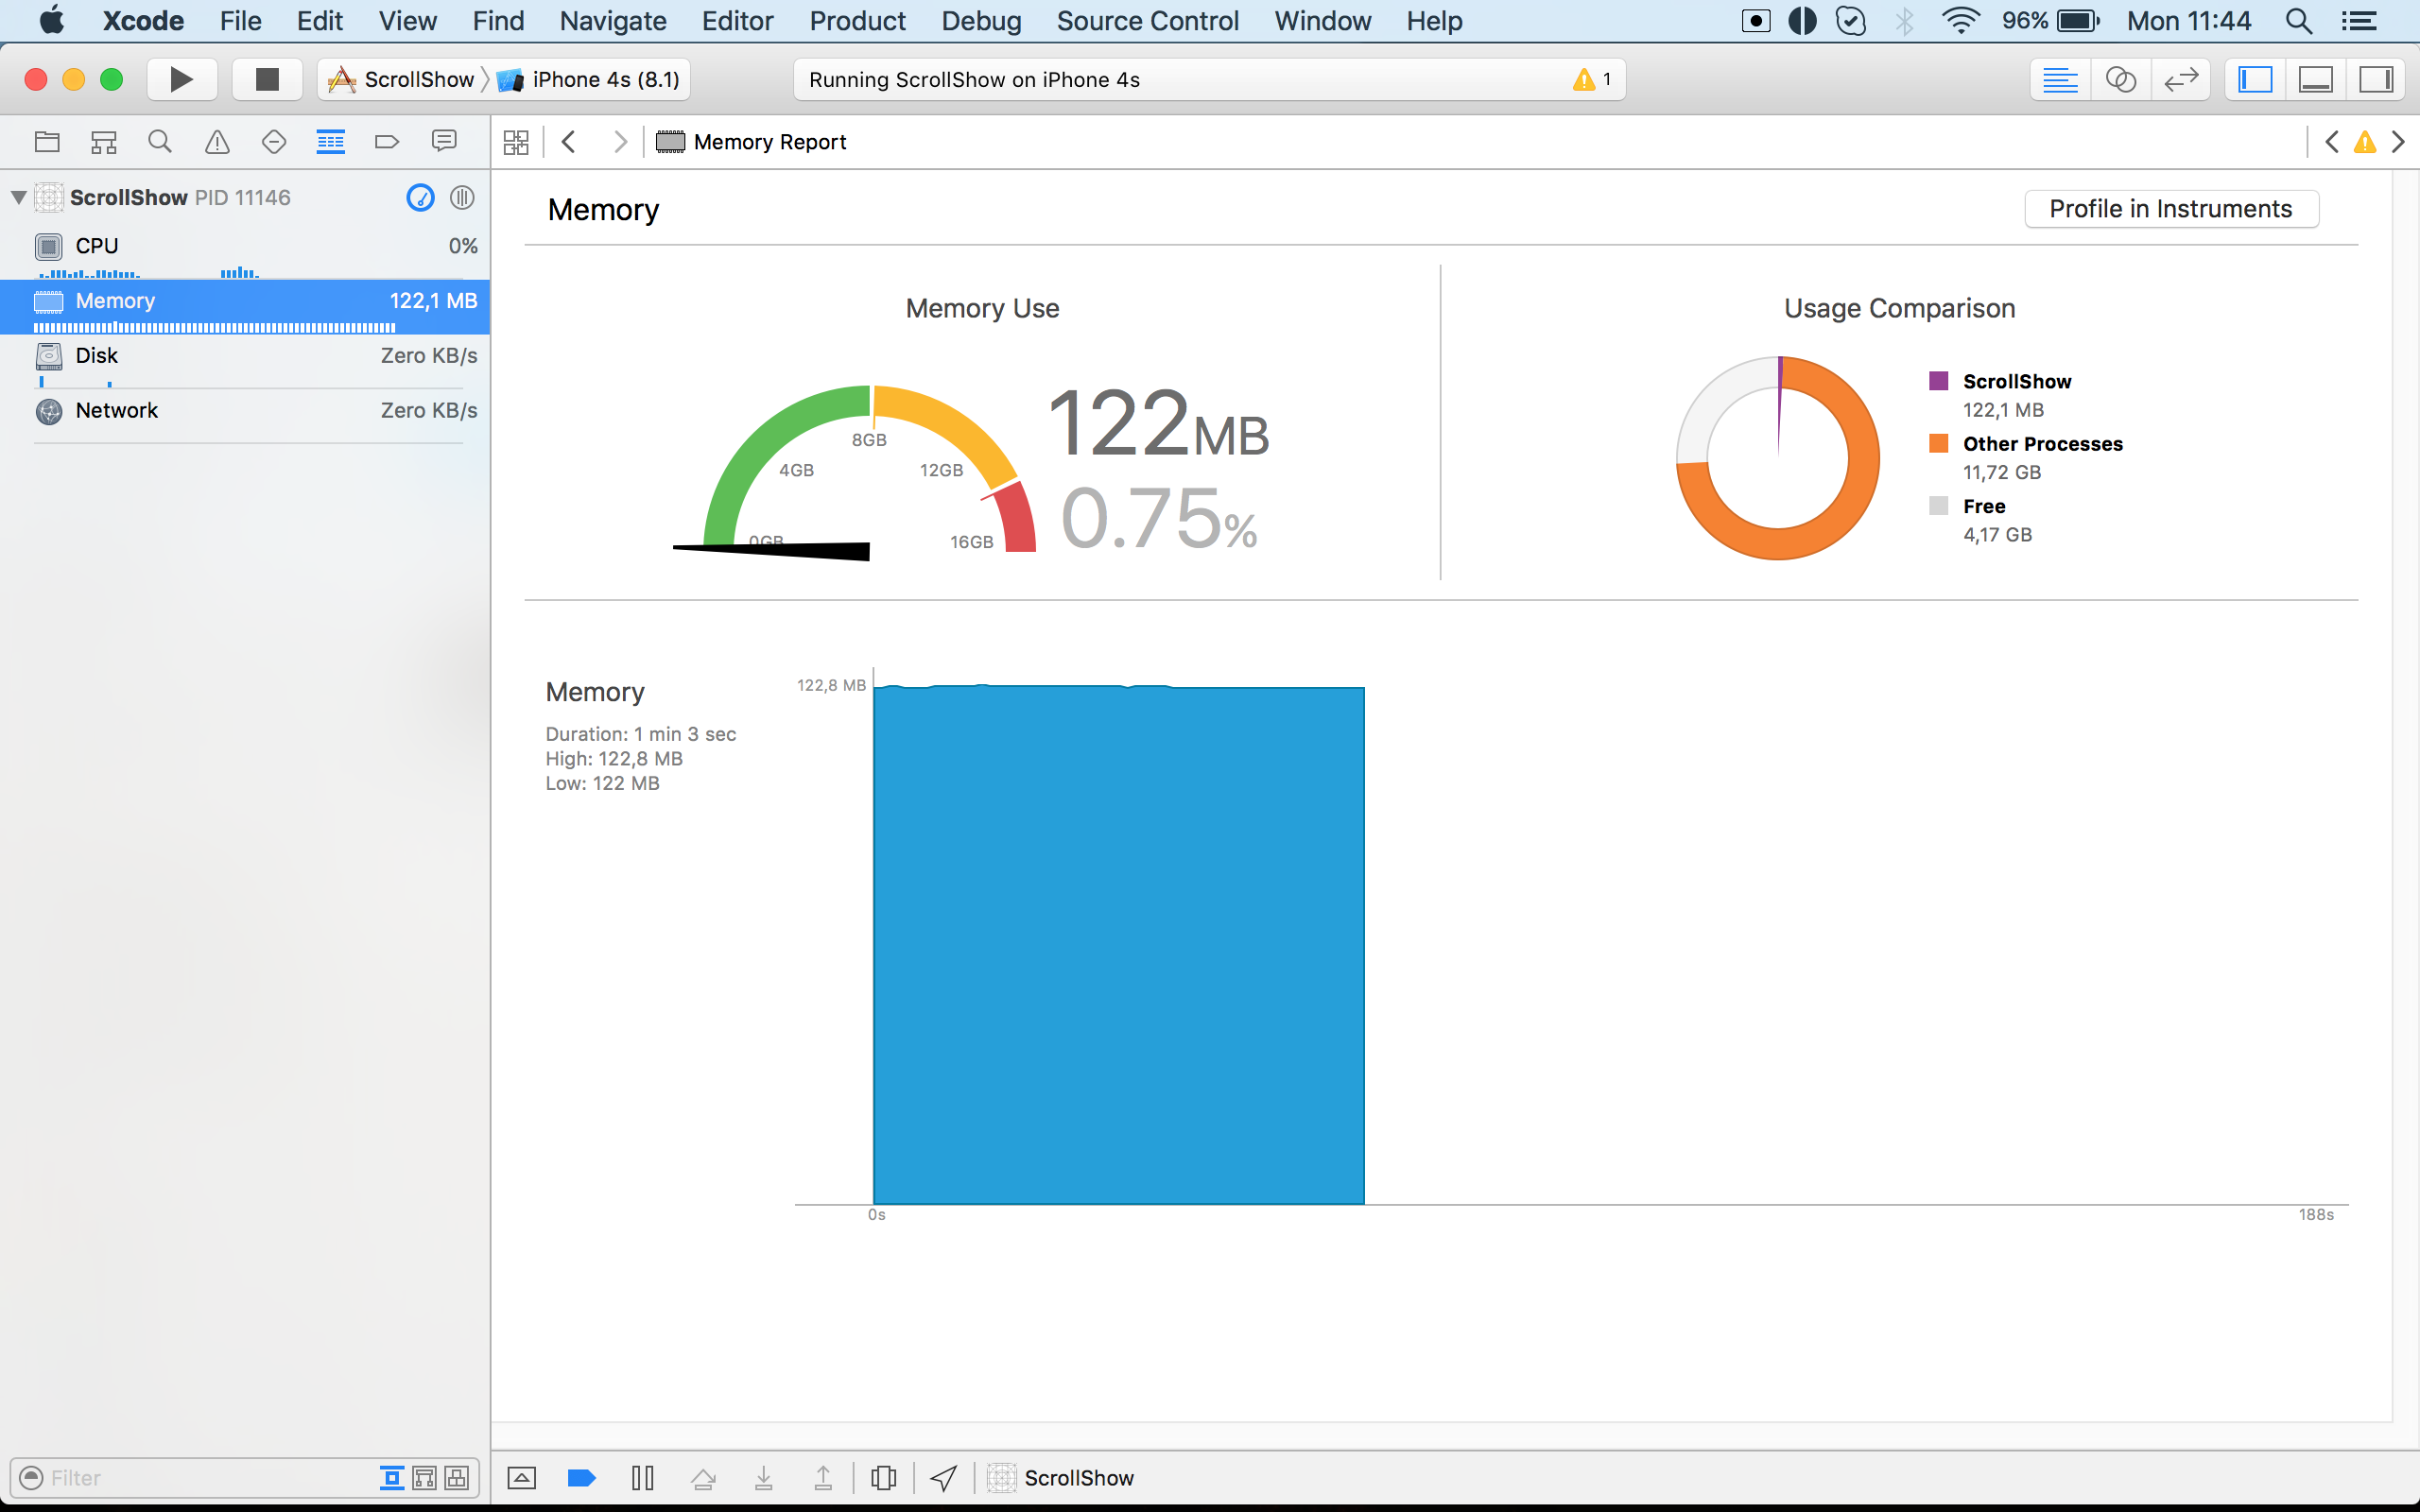 Xcode File Edit View Find Navigate Editor Product Debug Source Control Window Help 96% Mon 11:44
ScrollShow iPhone 4s (8.1) Running ScrollShow on iPhone 4s 1
Memory Report
ScrollShow PID 11146
CPU 0%
Memory 122,1 MB
Disk Zero KB/s
Network Zero KB/s
Memory Profile in Instruments
Memory Use
0GB
4GB
8GB
12GB
16GB
122MB
0.75%
Usage Comparison
ScrollShow
122,1 MB
Other Processes
11,72 GB
Free
4,17 GB
Memory
Duration: 1 min 3 sec
High: 122,8 MB
Low: 122 MB
122,8 MB
0s 188s
Filter
ScrollShow